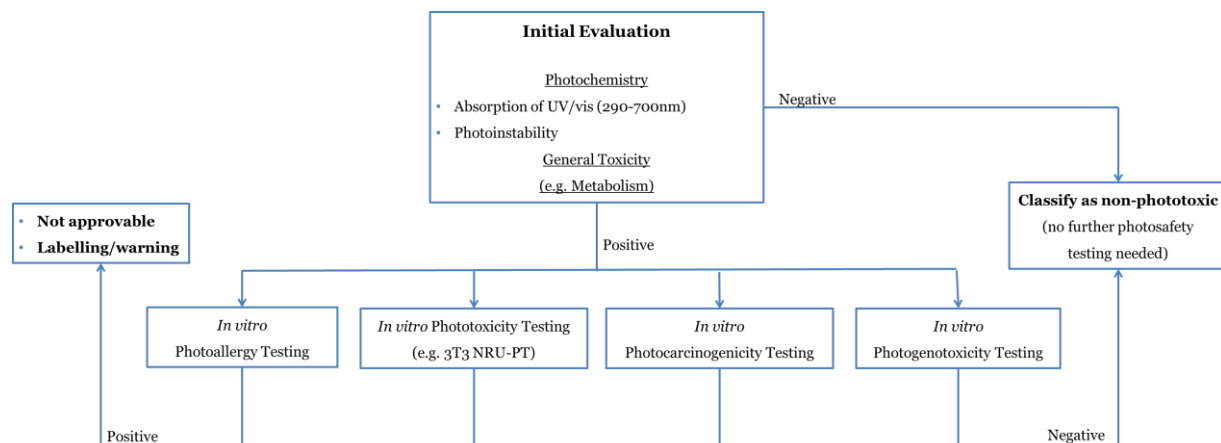 Initial Evaluation
Photochemistry
• Absorption of UV/vis (290-700nm)
• Photoinstability
General Toxicity
(e.g. Metabolism)
Negative
• Not approvable
• Labelling/warning
Classify as non-phototoxic
(no further photosafety
testing needed)
Positive
In vitro
Photoallergy Testing
In vitro Phototoxicity Testing
(e.g. 3T3 NRU-PT)
In vitro
Photocarcinogenicity Testing
In vitro
Photogenotoxicity Testing
Positive
Negative